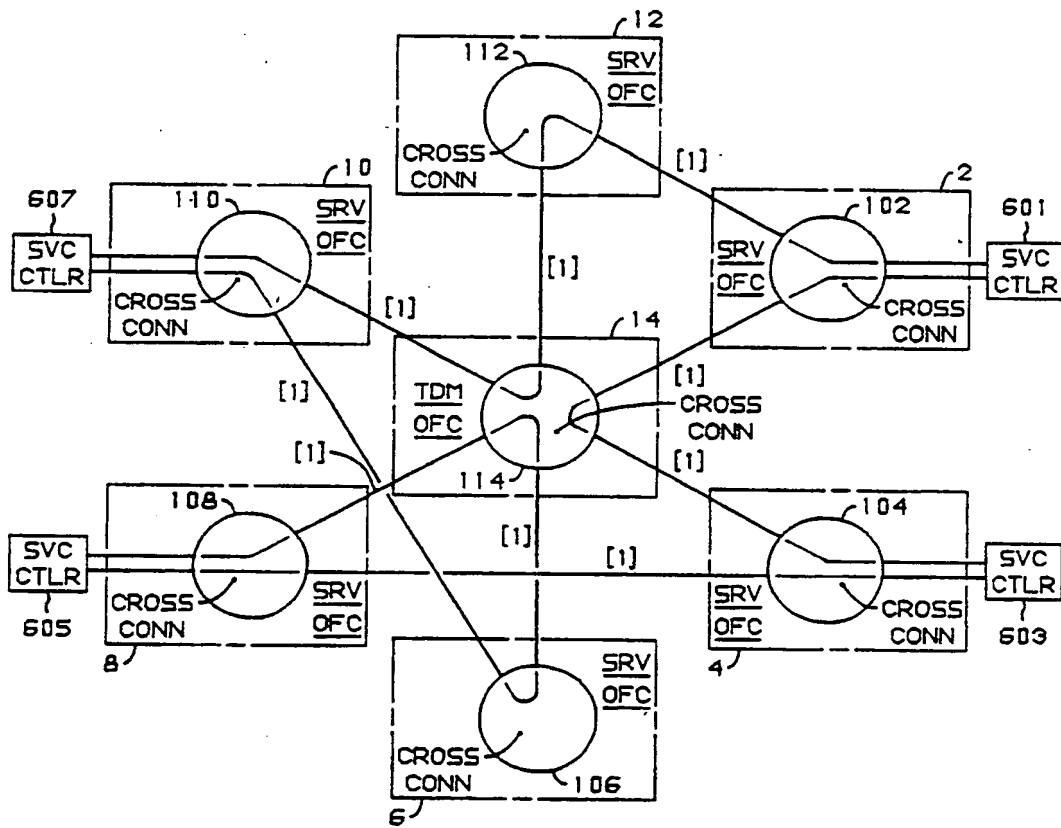 12
112
SRV
OFC
CROSS
CONN
[1]
10
110
SRV
OFC
607
SVC
CTLR
CROSS
CONN
[1]
[1]
2
102
SRV
OFC
601
SVC
CTLR
CROSS
CONN
14
[1]
[1]
TDM
OFC
CROSS
CONN
114
[1]
[1]
108
SVC
CTLR
605
CROSS
CONN
SRV
OFC
8
[1]
[1]
104
SVC
CTLR
603
CROSS
CONN
SRV
OFC
4
SRV
OFC
CROSS
CONN
106
6